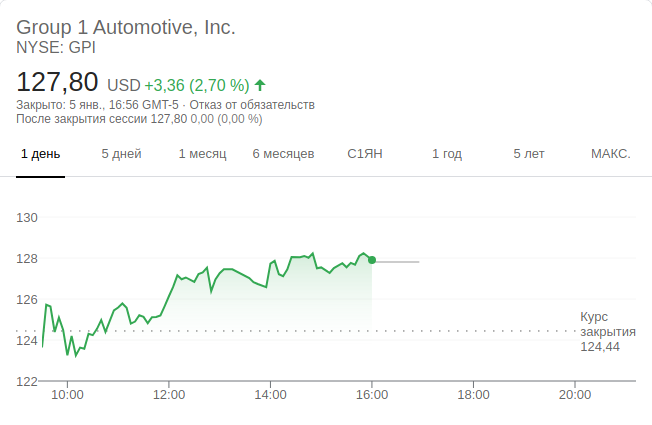 Group 1 Automotive, Inc.
NYSE: GPI
127,80 USD +3,36 (2,70 %)
Закрыто: 5 янв., 16:56 GMT-5 · Отказ от обязательств
После закрытия сессии 127,80 0,00 (0,00 %)
1 день 5 дней 1 месяц 6 месяцев С1ЯН 1 год 5 лет МАКС.
130
128
126
124
122
Курс
закрытия
124,44
10:00 12:00 14:00 16:00 18:00 20:00